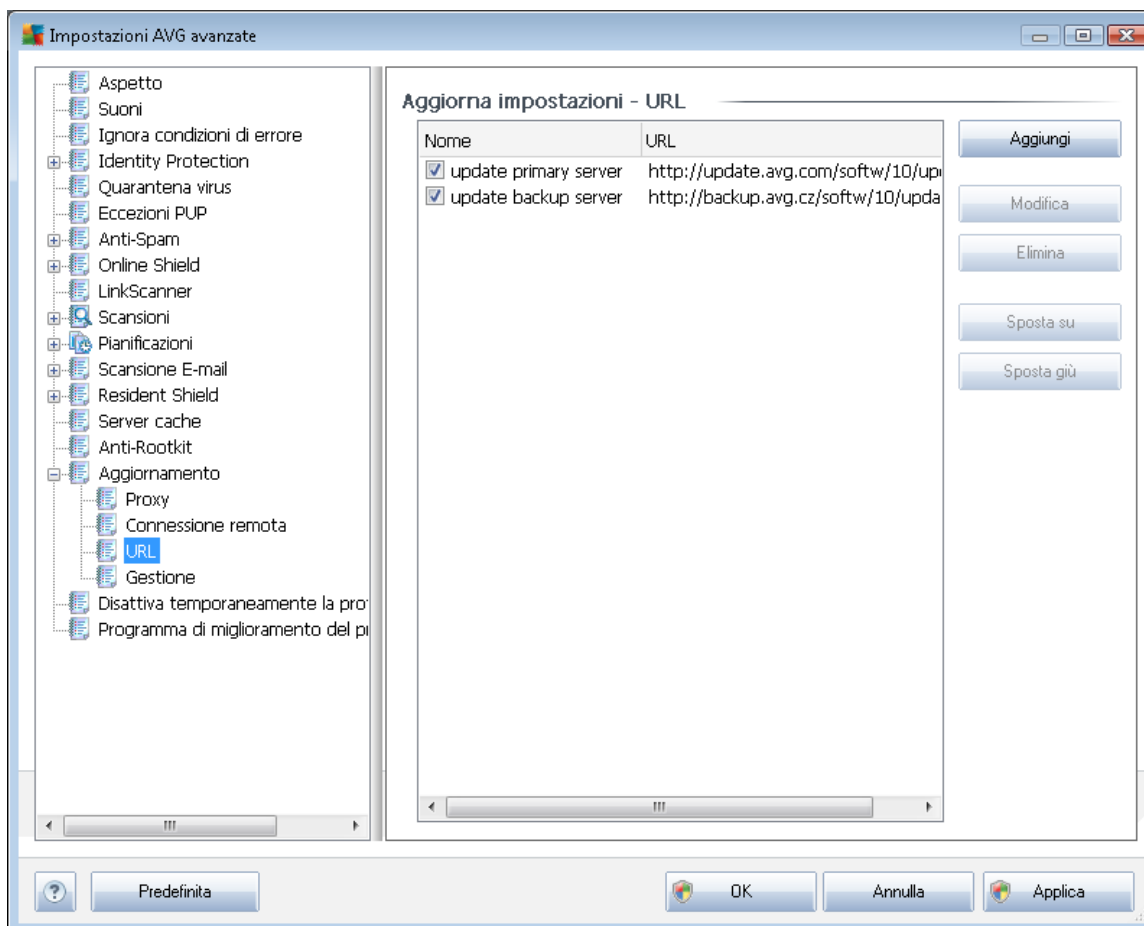 Impostazioni AVG avanzate
Aspetto
Suoni
Ignora condizioni di errore
Identity Protection
Quarantena virus
Eccezioni PUP
Anti-Spam
Online Shield
LinkScanner
Scansioni
Pianificazioni
Scansione E-mail
Resident Shield
Server cache
Anti-Rootkit
Aggiornamento
Proxy
Connessione remota
URL
Gestione
Disattiva temporaneamente la pro
Programma di miglioramento del p
Aggiorna impostazioni - URL
Nome URL
update primary server http://update.avg.com/softw/10/up
update backup server http://backup.avg.cz/softw/10/upda
Aggiungi
Modifica
Elimina
Sposta su
Sposta giù
?
Predefinita
OK
Annulla
Applica